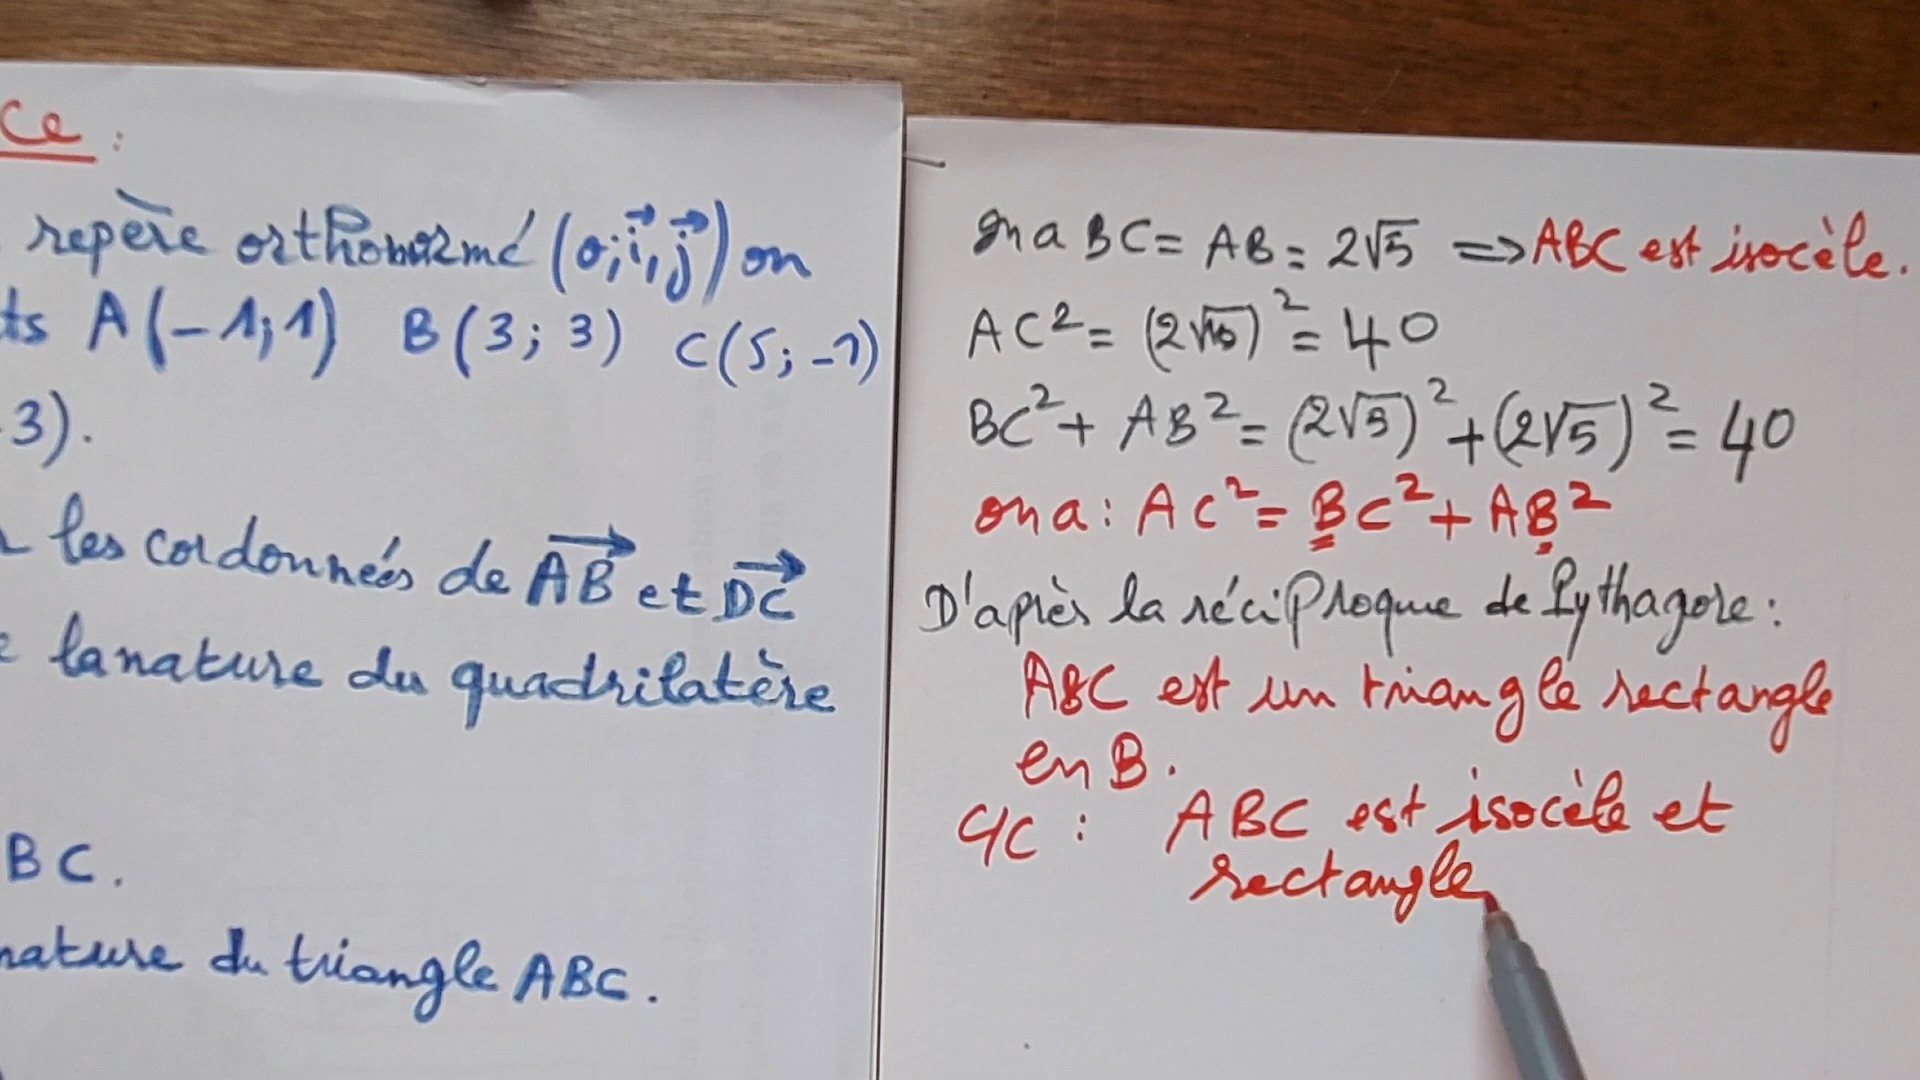 ce :
repère orthonormé (o; i, j) on
ts A(-1;1) B(3; 3) C(5; -1)
3).
les cordonnées de AB et DC
la nature du quadrilatère
BC.
nature du triangle ABC.
on a BC = AB = 2√5 => ABC est isocèle.
AC² = (2√10)² = 40
BC² + AB² = (2√5)² + (2√5)² = 40
on a : AC² = BC² + AB²
D'après la réciproque de Pythagore :
ABC est un triangle rectangle
en B.
C/C : ABC est isocèle et
rectangle